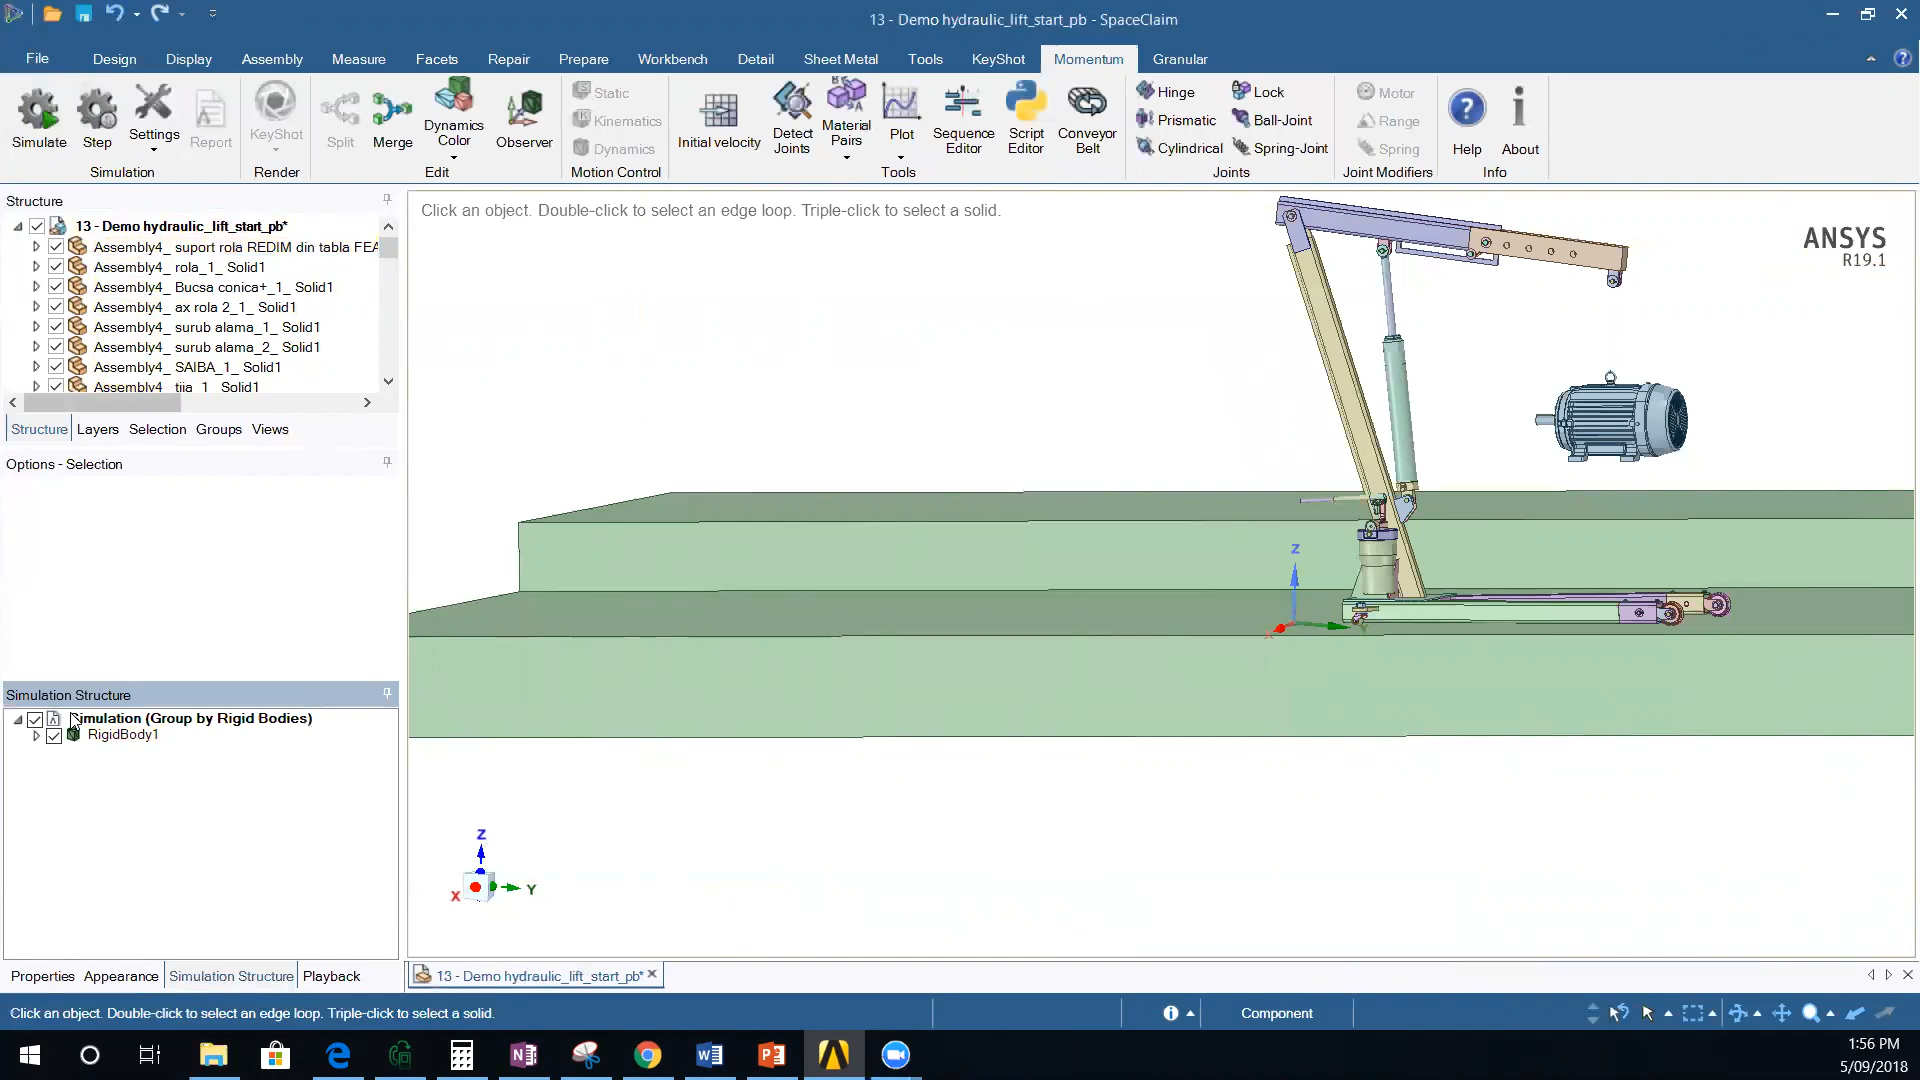 13 - Demo hydraulic_lift_start_pb - SpaceClaim
File Design Display Assembly Measure Facets Repair Prepare Workbench Detail Sheet Metal Tools KeyShot Momentum Granular
Simulate Step Settings Report KeyShot Split Merge Dynamics Color Observer
Static
Kinematics
Dynamics
Initial velocity Detect Joints Material Pairs Plot Sequence Editor Script Editor Conveyor Belt
Hinge Lock
Prismatic Ball-Joint
Cylindrical Spring-Joint
Motor
Range
Spring
Help About
Simulation Render Edit Motion Control Tools Joints Joint Modifiers Info
Structure
13 - Demo hydraulic_lift_start_pb*
Assembly4_ suport rola REDIM din tabla FEA
Assembly4_ rola_1_ Solid1
Assembly4_ Bucsa conica+_1_ Solid1
Assembly4_ ax rola 2_1_ Solid1
Assembly4_ surub alama_1_ Solid1
Assembly4_ surub alama_2_ Solid1
Assembly4_ SAIBA_1_ Solid1
Assembly4_ tija_1_ Solid1
Structure Layers Selection Groups Views
Options - Selection
Simulation Structure
Simulation (Group by Rigid Bodies)
RigidBody1
Properties Appearance Simulation Structure Playback
Click an object. Double-click to select an edge loop. Triple-click to select a solid.
ANSYS
R19.1
Z
X
Z
Y
X
13 - Demo hydraulic_lift_start_pb*
Click an object. Double-click to select an edge loop. Triple-click to select a solid.
Component
1:56 PM
5/09/2018